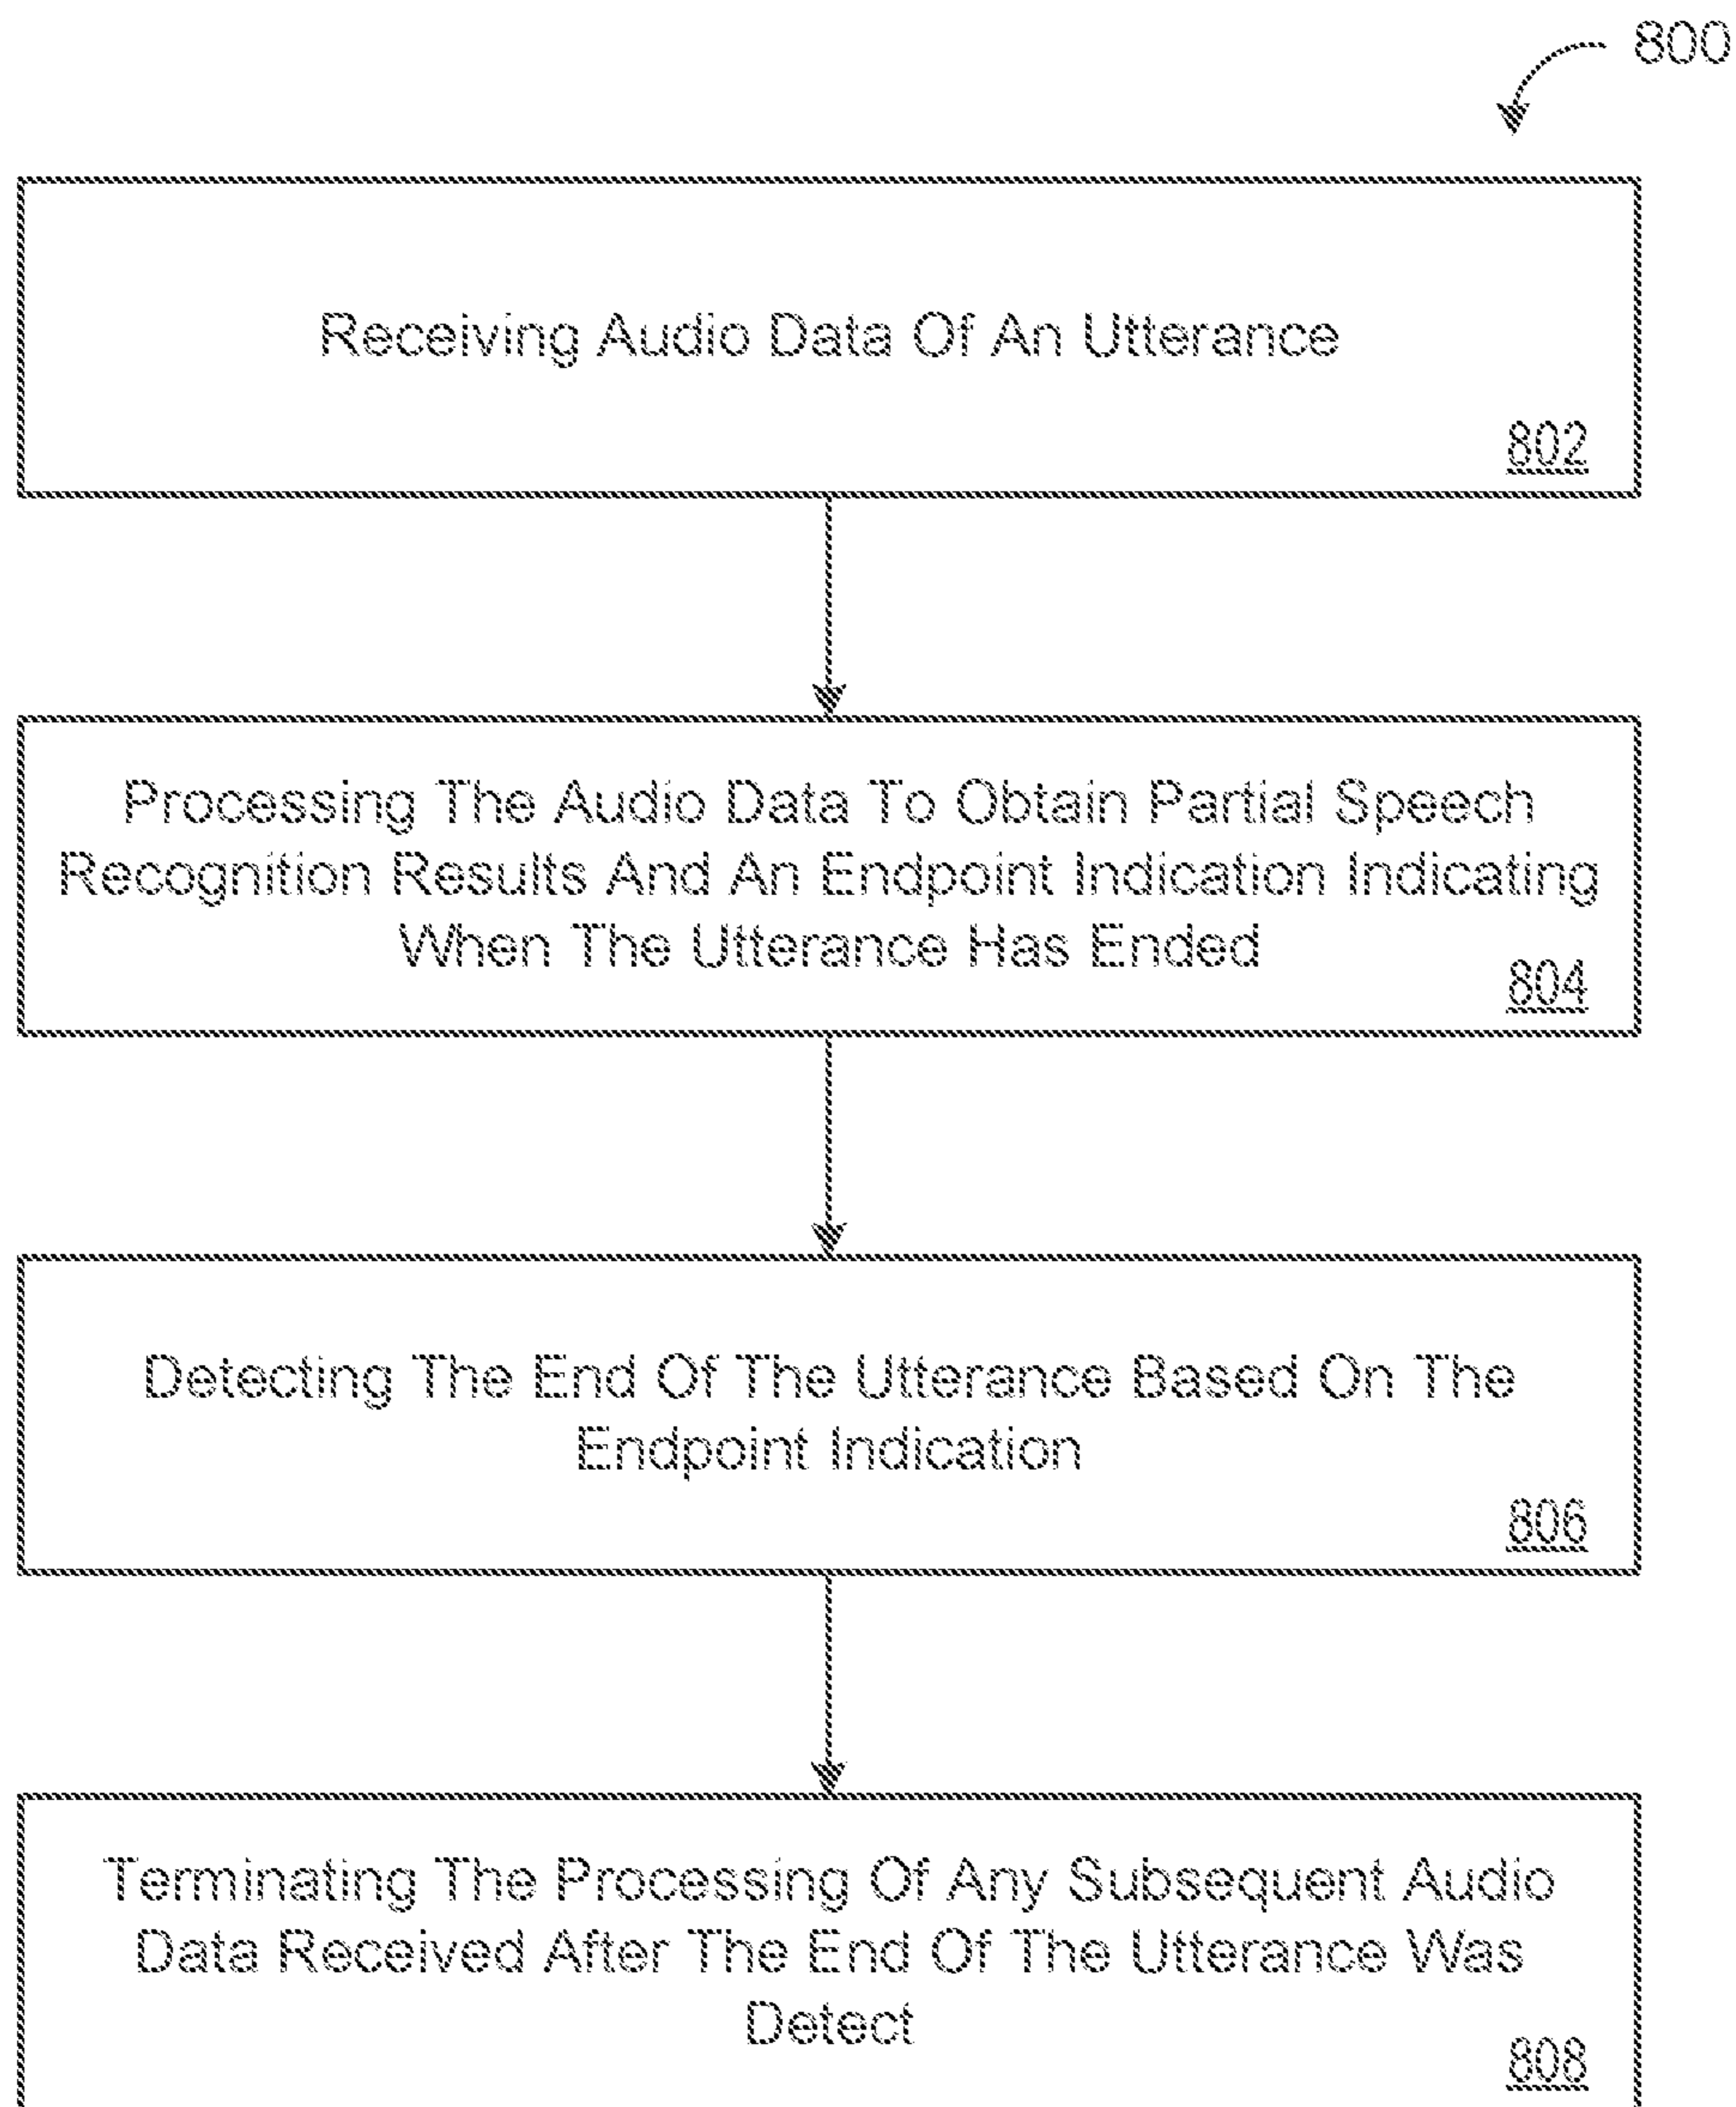 800
Receiving Audio Data Of An Utterance
802
Processing The Audio Data To Obtain Partial Speech
Recognition Results And An Endpoint Indication Indicating
When The Utterance Has Ended
804
Detecting The End Of The Utterance Based On The
Endpoint Indication
806
Terminating The Processing Of Any Subsequent Audio
Data Received After The End Of The Utterance Was
Detect
808